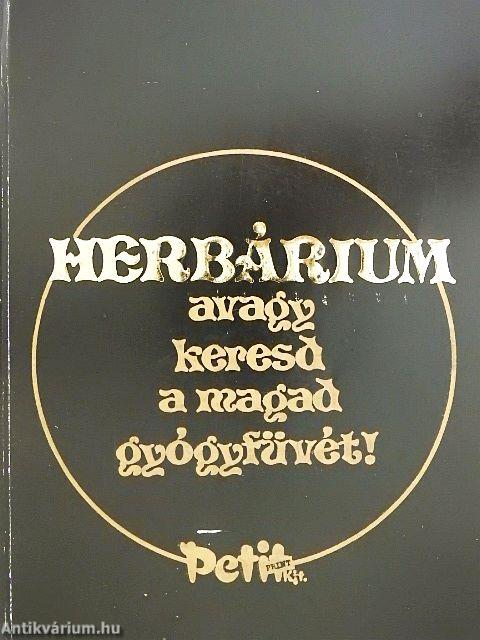 HERBÁRIUM
avagy
keresd
a magad
gyógyfüvét!
Petit
PRINT
Kft.
Antikvárium.hu